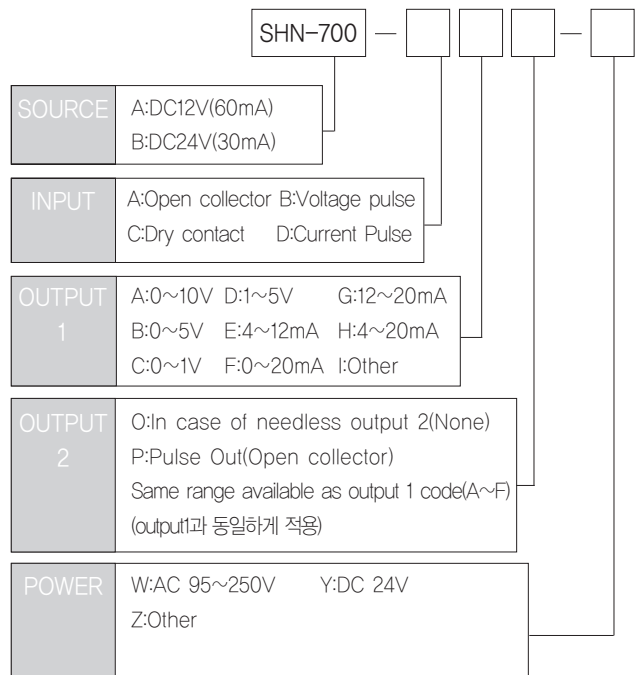 SHN-700 — —
SOURCE
A:DC12V(60mA)
B:DC24V(30mA)
INPUT
A:Open collector B:Voltage pulse
C:Dry contact D:Current Pulse
OUTPUT
1
A:0~10V D:1~5V G:12~20mA
B:0~5V E:4~12mA H:4~20mA
C:0~1V F:0~20mA I:Other
OUTPUT
2
O:In case of needless output 2(None)
P:Pulse Out(Open collector)
Same range available as output 1 code(A~F)
(output1과 동일하게 적용)
POWER
W:AC 95~250V Y:DC 24V
Z:Other